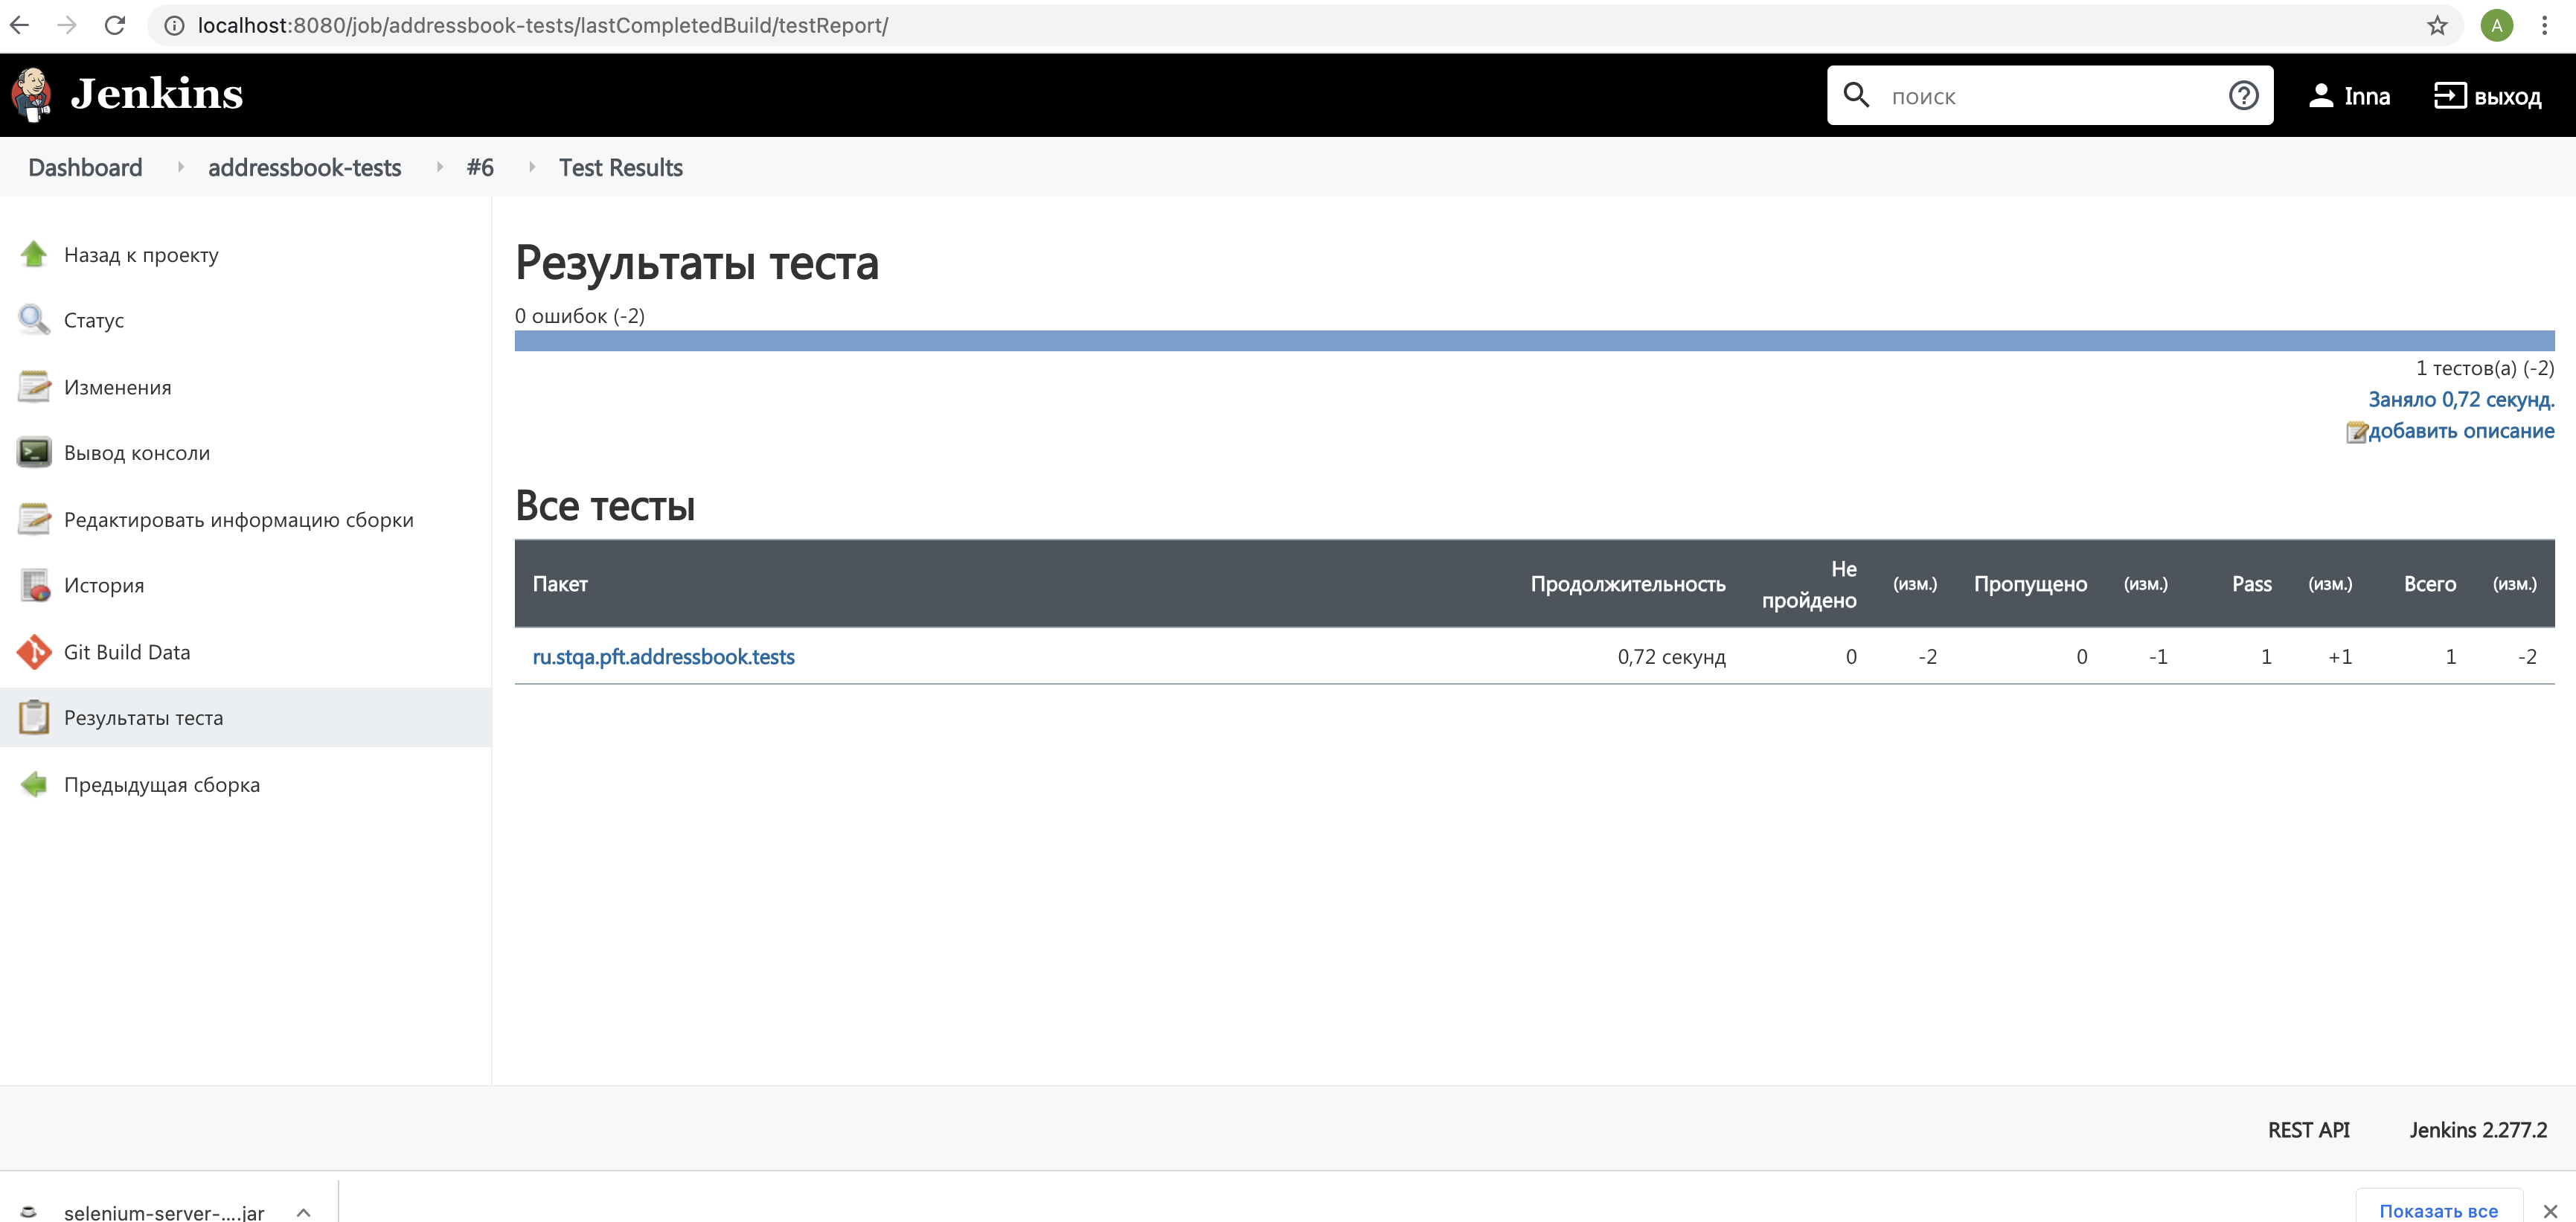 localhost:8080/job/addressbook-tests/lastCompletedBuild/testReport/
A
Jenkins
поиск
Inna
выход
Dashboard
addressbook-tests
#6
Test Results
Назад к проекту
Статус
Изменения
Вывод консоли
Редактировать информацию сборки
История
Git Build Data
Результаты теста
Предыдущая сборка
Результаты теста
0 ошибок (-2)
1 тестов(а) (-2)
Заняло 0,72 секунд.
добавить описание
Все тесты
Пакет Продолжительность Не пройдено (изм.) Пропущено (изм.) Pass (изм.) Всего (изм.)
ru.stqa.pft.addressbook.tests 0,72 секунд 0 -2 0 -1 1 +1 1 -2
REST API
Jenkins 2.277.2
selenium-server-....jar
Показать все